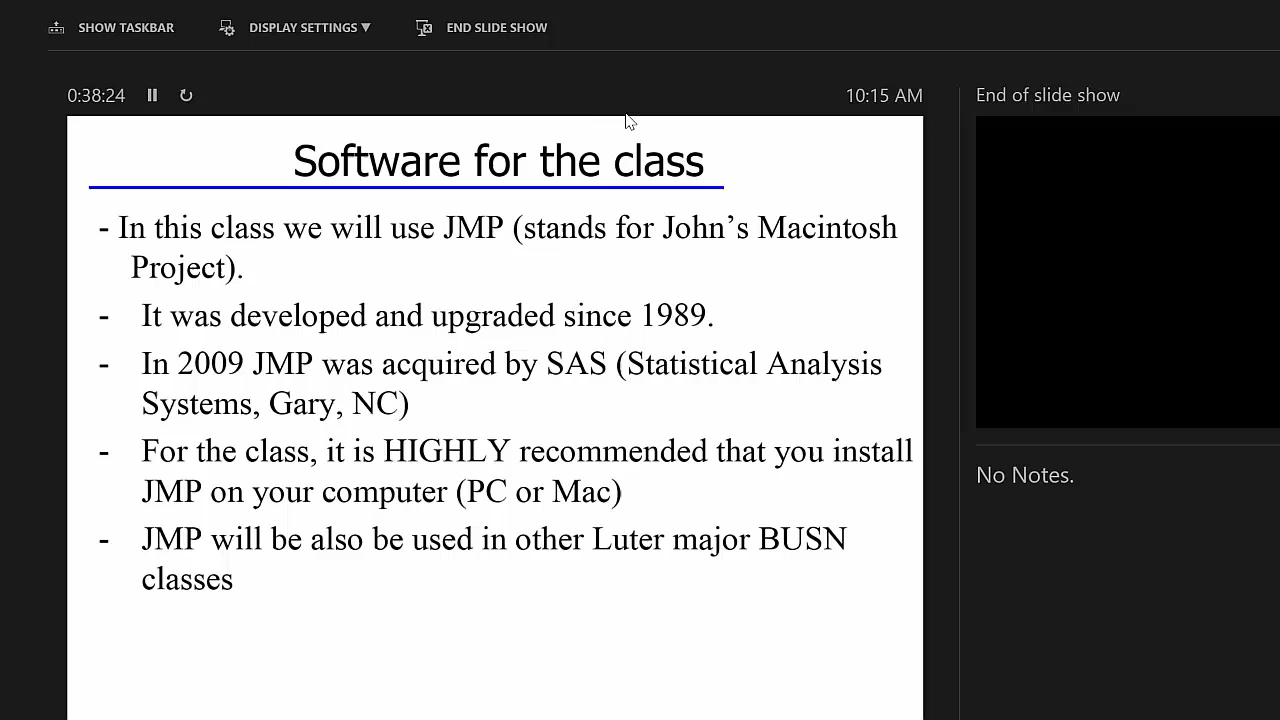 SHOW TASKBAR DISPLAY SETTINGS ▼ END SLIDE SHOW
0:38:24 10:15 AM
End of slide show
Software for the class
- In this class we will use JMP (stands for John’s Macintosh
Project).
- It was developed and upgraded since 1989.
- In 2009 JMP was acquired by SAS (Statistical Analysis
Systems, Gary, NC)
- For the class, it is HIGHLY recommended that you install
JMP on your computer (PC or Mac)
- JMP will be also be used in other Luter major BUSN
classes
No Notes.